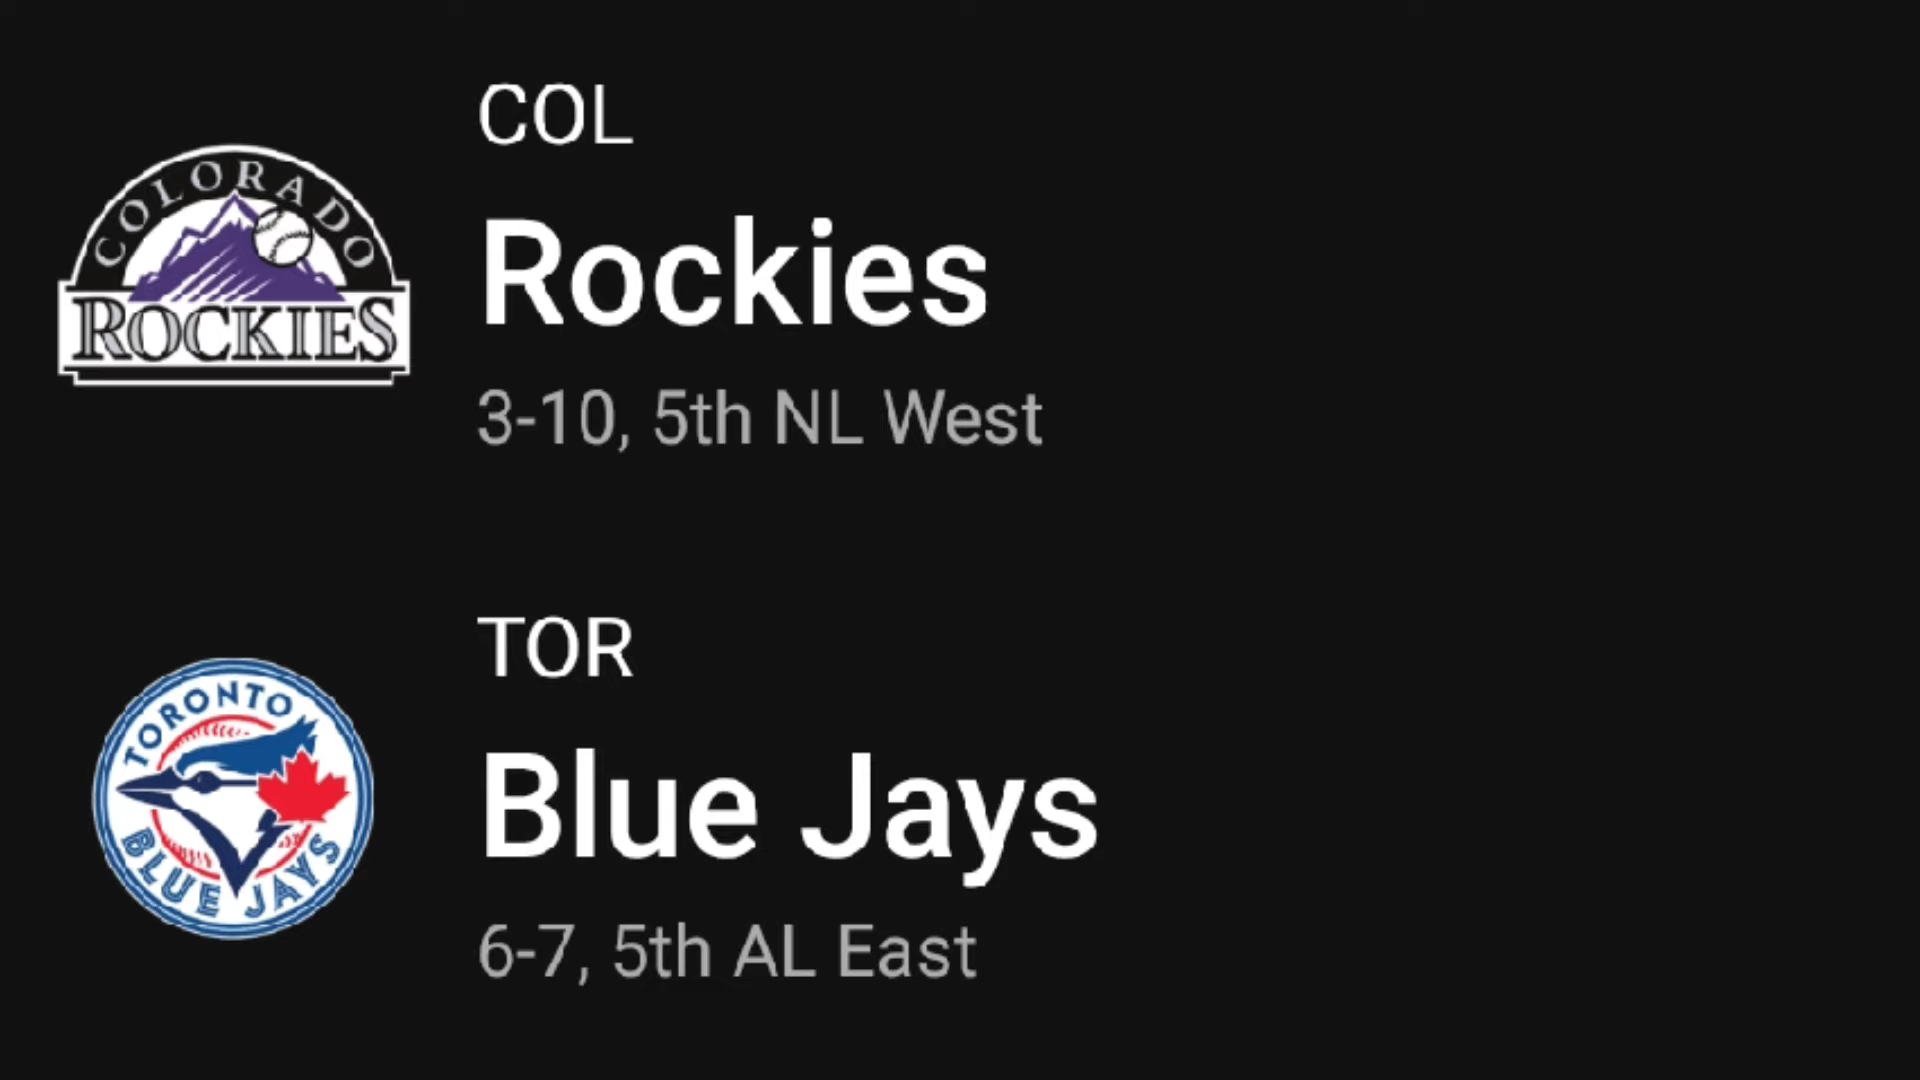 COL
COLORADO
ROCKIES
Rockies
3-10, 5th NL West
TOR
TORONTO
BLUE JAYS
Blue Jays
6-7, 5th AL East